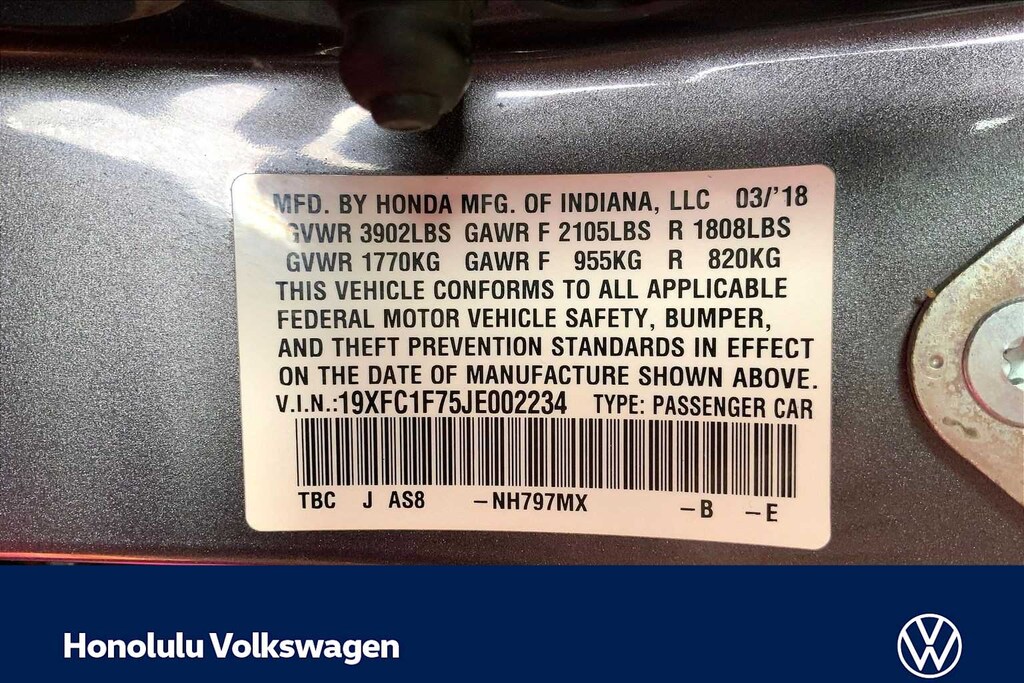 MFD. BY HONDA MFG. OF INDIANA, LLC 03/'18
GVWR 3902LBS GAWR F 2105LBS R 1808LBS
GVWR 1770KG GAWR F 955KG R 820KG
THIS VEHICLE CONFORMS TO ALL APPLICABLE
FEDERAL MOTOR VEHICLE SAFETY, BUMPER,
AND THEFT PREVENTION STANDARDS IN EFFECT
ON THE DATE OF MANUFACTURE SHOWN ABOVE.
V.I.N.:19XFC1F75JE002234 TYPE: PASSENGER CAR
TBC J AS8 –NH797MX –B –E
Honolulu Volkswagen